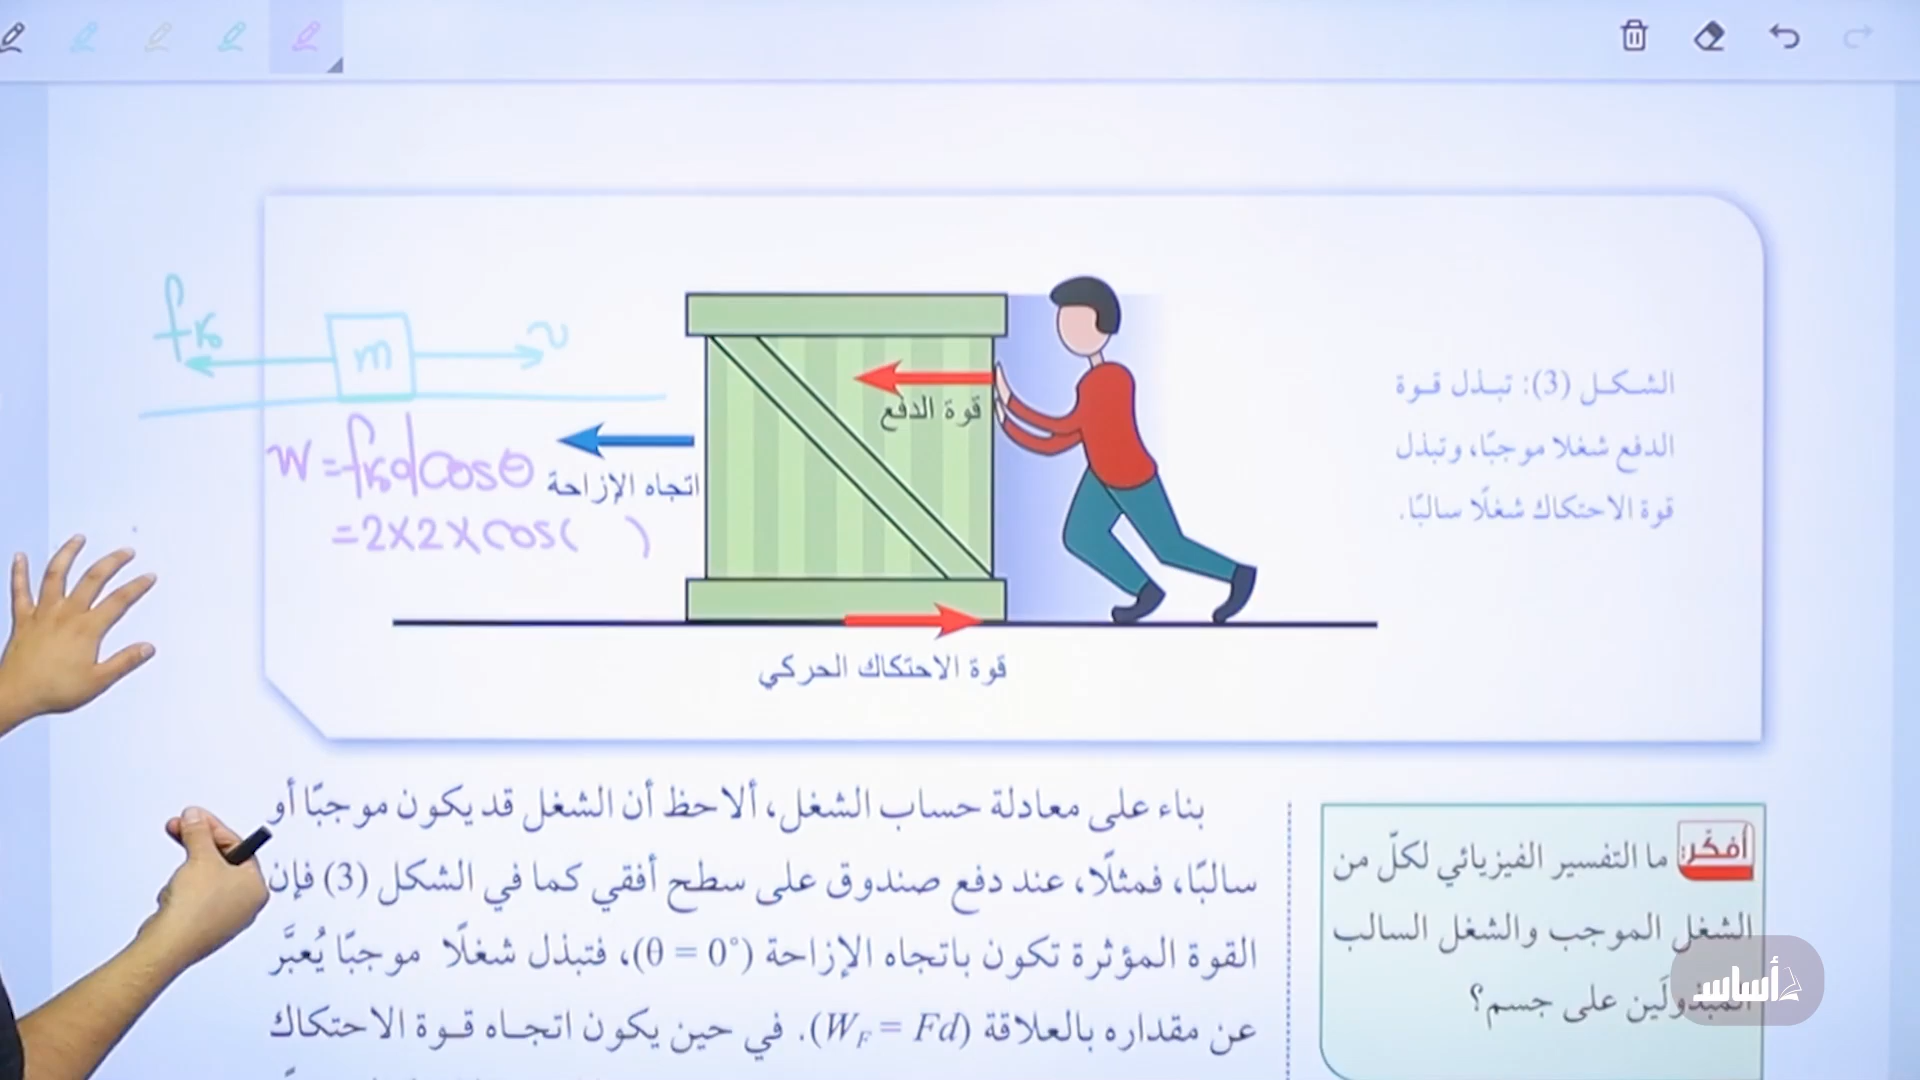 fk
m
v
W = fk d cosθ
= 2×2×cos( )
قوة الدفع
اتجاه الإزاحة
قوة الاحتكاك الحركي
الشكل (3): تبذل قوة
الدفع شغلا موجبًا، وتبذل
قوة الاحتكاك شغلًا سالبًا.
بناء على معادلة حساب الشغل، ألاحظ أن الشغل قد يكون موجبًا أو
سالبًا، فمثلًا، عند دفع صندوق على سطح أفقي كما في الشكل (3) فإن
القوة المؤثرة تكون باتجاه الإزاحة (θ = 0°)، فتبذل شغلًا موجبًا يُعبَّر
عن مقداره بالعلاقة (W_F = Fd). في حين يكون اتجاه قوة الاحتكاك
أفكر: ما التفسير الفيزيائي لكلّ من
الشغل الموجب والشغل السالب
المبذولَين على جسم؟
أساس